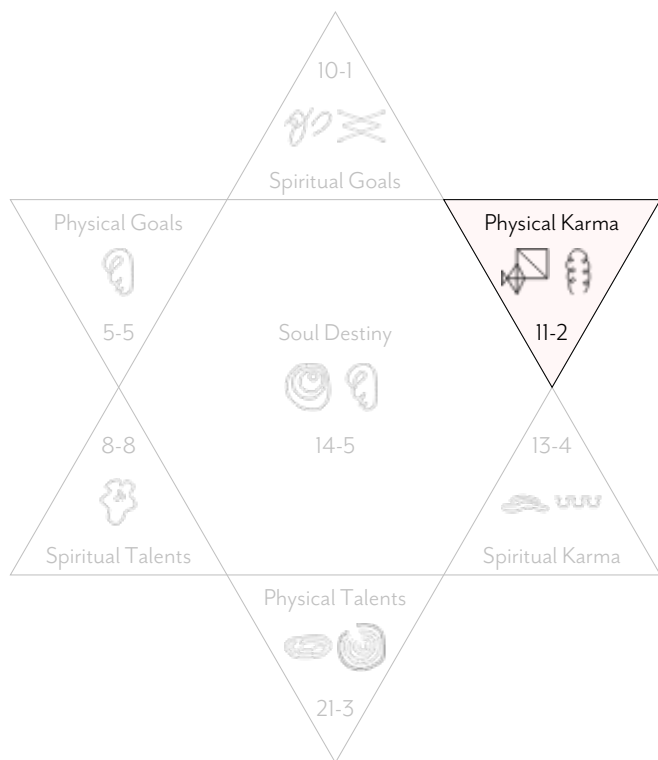 10-1
Spiritual Goals
Physical Goals
5-5
Physical Karma
11-2
Soul Destiny
14-5
8-8
Spiritual Talents
13-4
Spiritual Karma
Physical Talents
21-3